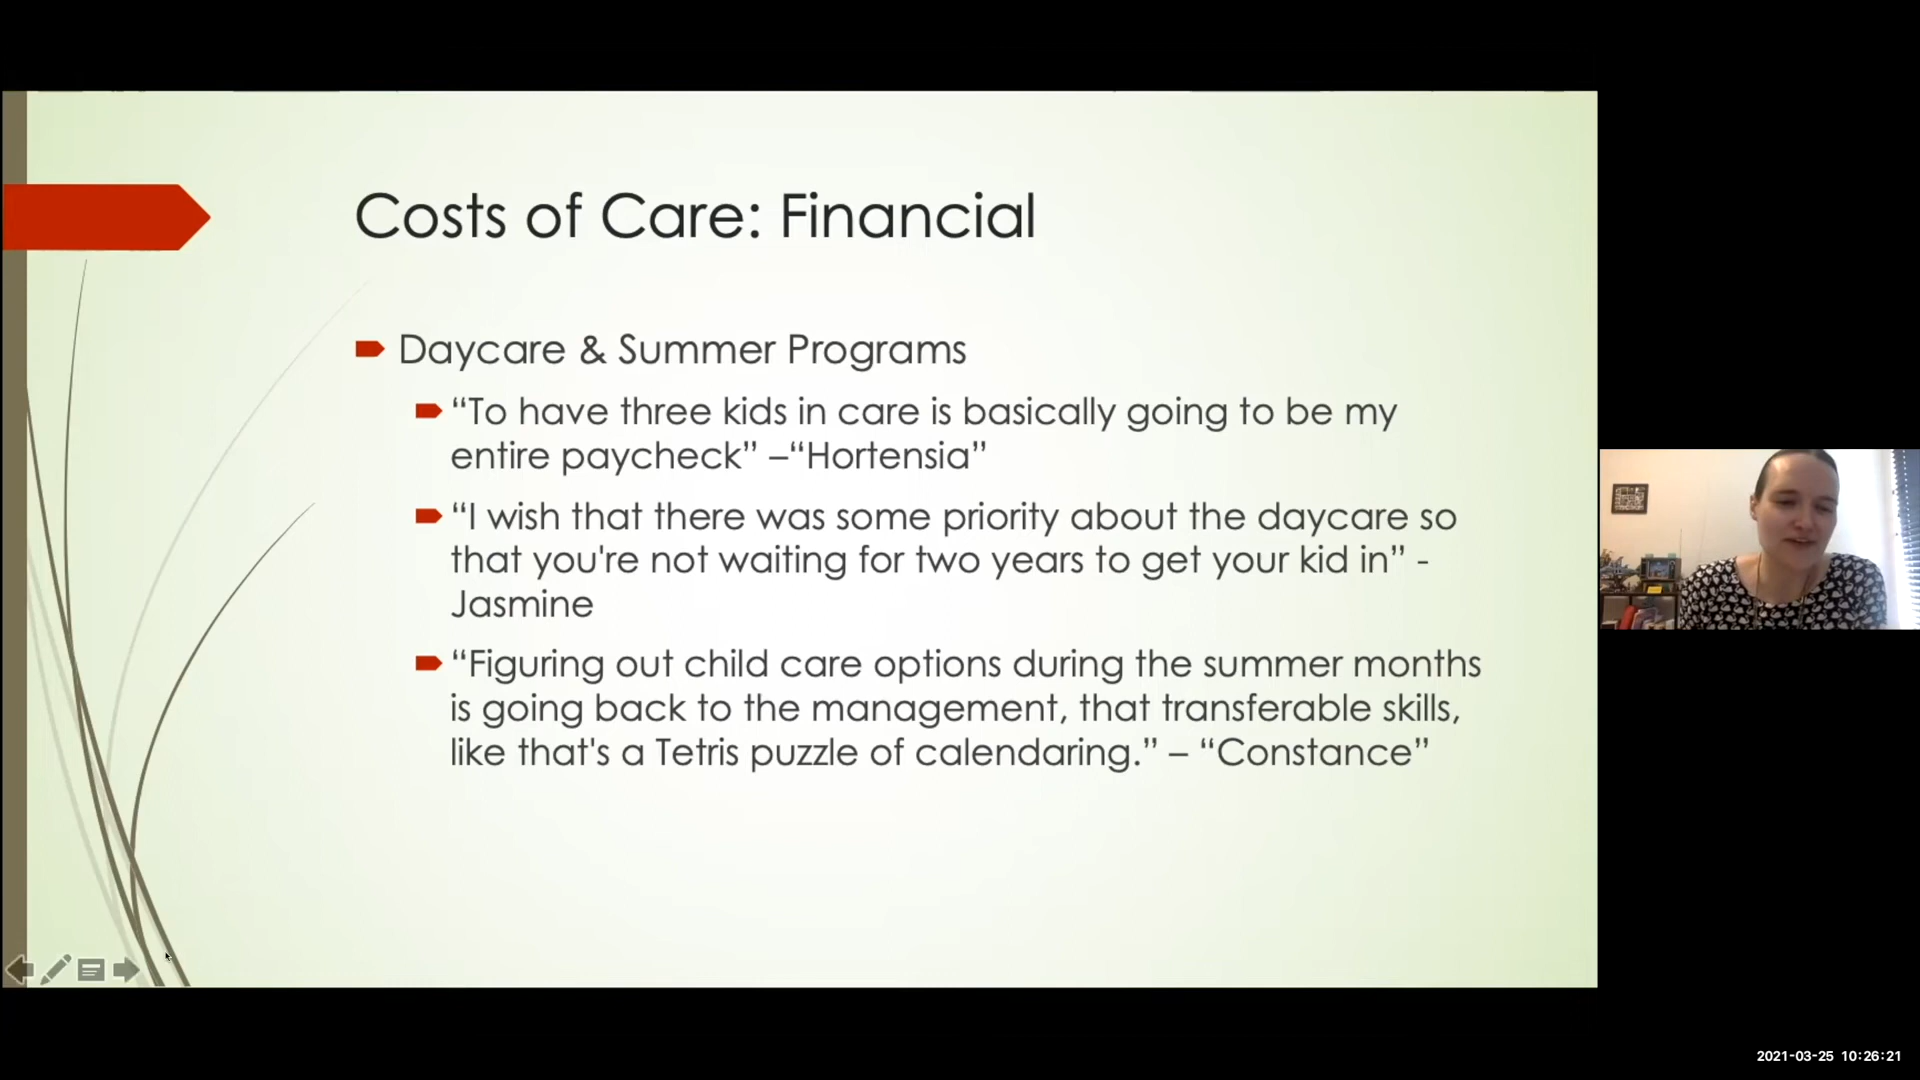 Costs of Care: Financial
Daycare & Summer Programs
“To have three kids in care is basically going to be my
entire paycheck” –“Hortensia”
“I wish that there was some priority about the daycare so
that you're not waiting for two years to get your kid in” -
Jasmine
“Figuring out child care options during the summer months
is going back to the management, that transferable skills,
like that's a Tetris puzzle of calendaring.” – “Constance”
2021-03-25 10:26:21